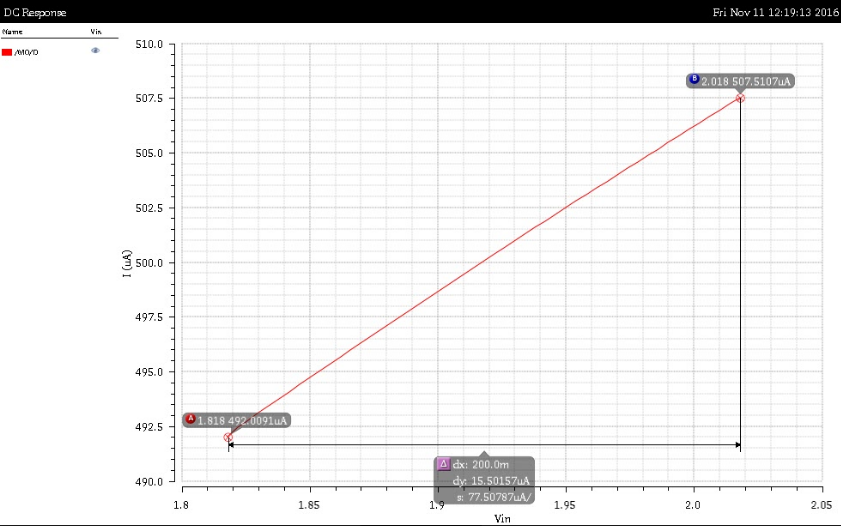 DC Response
Fri Nov 11 12:19:13 2016
Name Vin
/M0/D
510.0
507.5
505.0
502.5
500.0
497.5
495.0
492.5
490.0
I (uA)
B 2.018 507.5107uA
A 1.818 492.0091uA
Δ dx: 200.0m
dy: 15.50157uA
s: 77.50787uA/
1.8 1.85 1.9 1.95 2.0 2.05
Vin